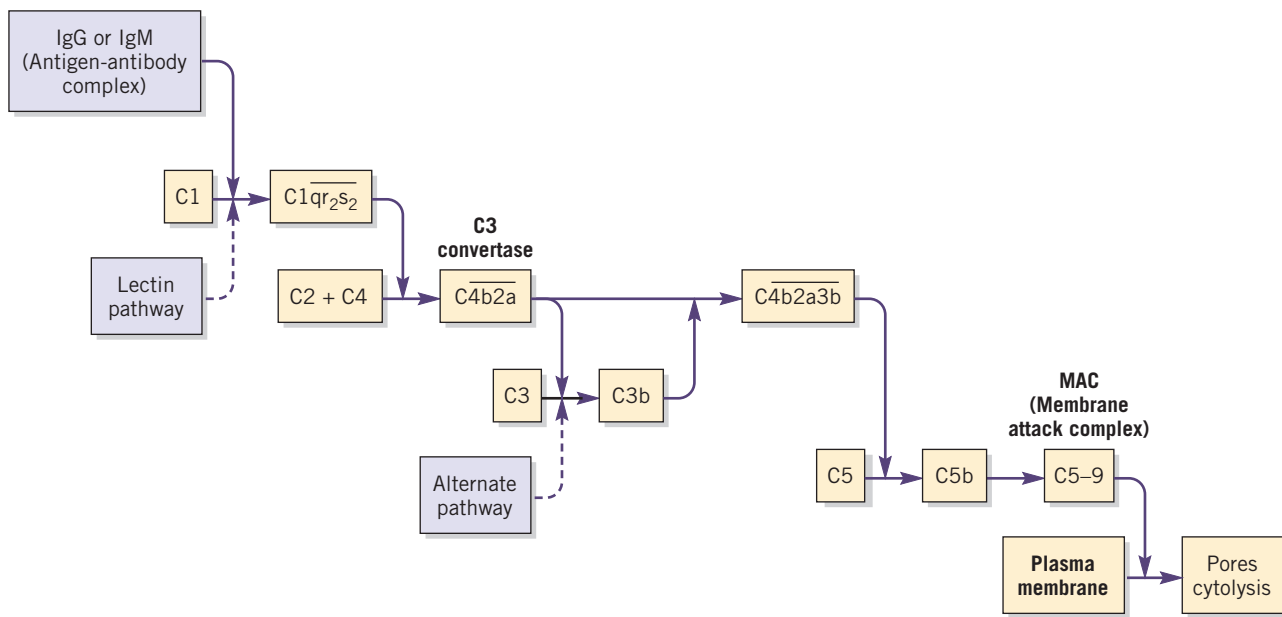 IgG or IgM
(Antigen-antibody
complex)
C1
C1qr₂s₂
Lectin
pathway
C2 + C4
C3
convertase
C4b2a
C4b2a3b
C3
C3b
Alternate
pathway
MAC
(Membrane
attack complex)
C5
C5b
C5–9
Plasma
membrane
Pores
cytolysis